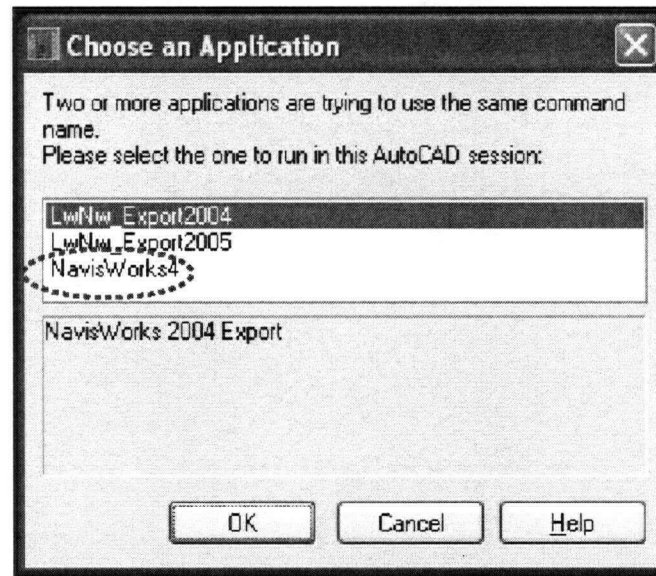 Choose an Application
Two or more applications are trying to use the same command
name.
Please select the one to run in this AutoCAD session:
LwNw_Export2004
LwNw_Export2005
NavisWorks4
NavisWorks 2004 Export
OK
Cancel
Help